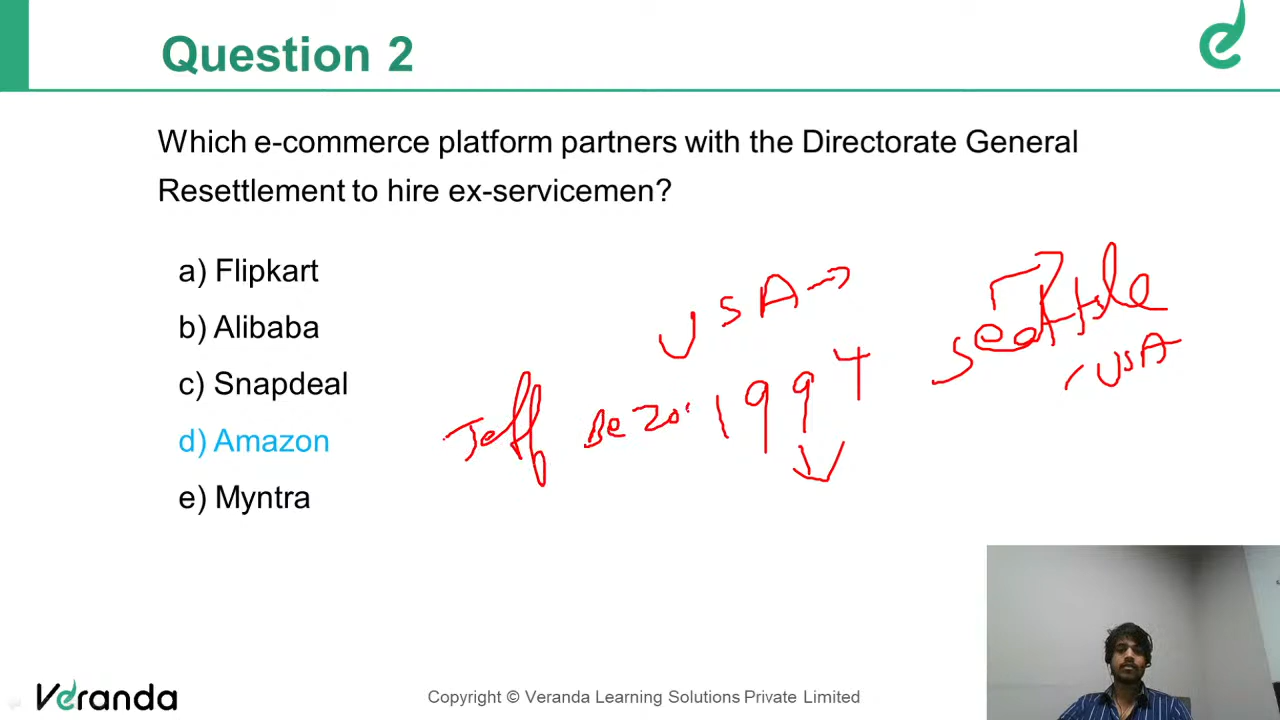 Question 2
Which e-commerce platform partners with the Directorate General
Resettlement to hire ex-servicemen?
a) Flipkart
b) Alibaba
c) Snapdeal
d) Amazon
e) Myntra
USA
Seattle
USA
Jeff Bezo 1994
Veranda
Copyright © Veranda Learning Solutions Private Limited